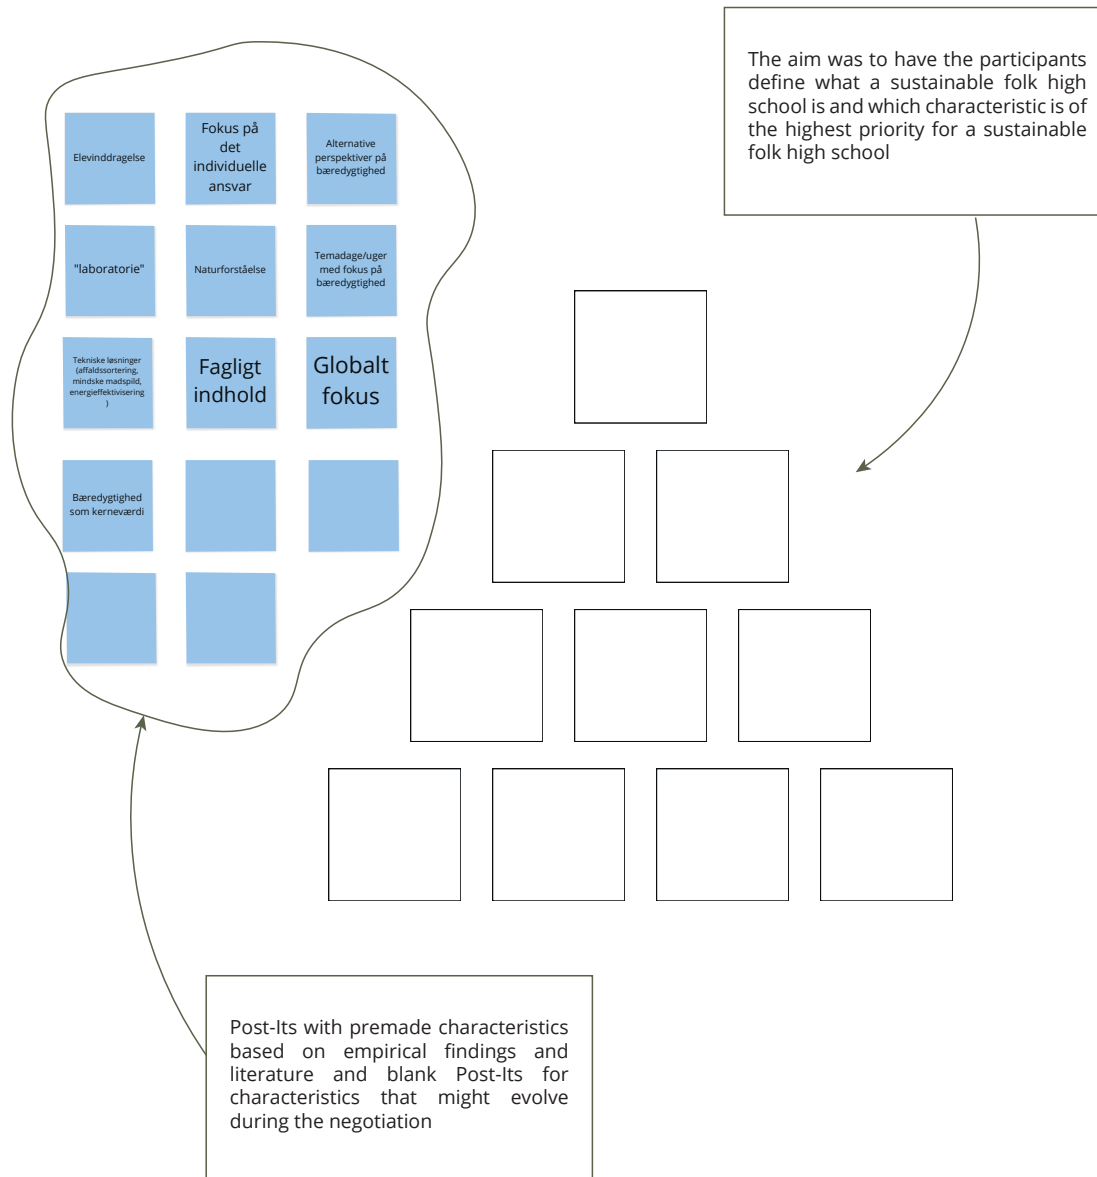 The aim was to have the participants
define what a sustainable folk high
school is and which characteristic is of
the highest priority for a sustainable
folk high school
Elevinddragelse
Fokus på
det
individuelle
ansvar
Alternative
perspektiver på
bæredygtighed
"laboratorie"
Naturforståelse
Temadage/uger
med fokus på
bæredygtighed
Tekniske løsninger
(affaldssortering,
mindske madspild,
energieffektivisering
)
Fagligt
indhold
Globalt
fokus
Bæredygtighed
som kerneværdi
Post-Its with premade characteristics
based on empirical findings and
literature and blank Post-Its for
characteristics that might evolve
during the negotiation